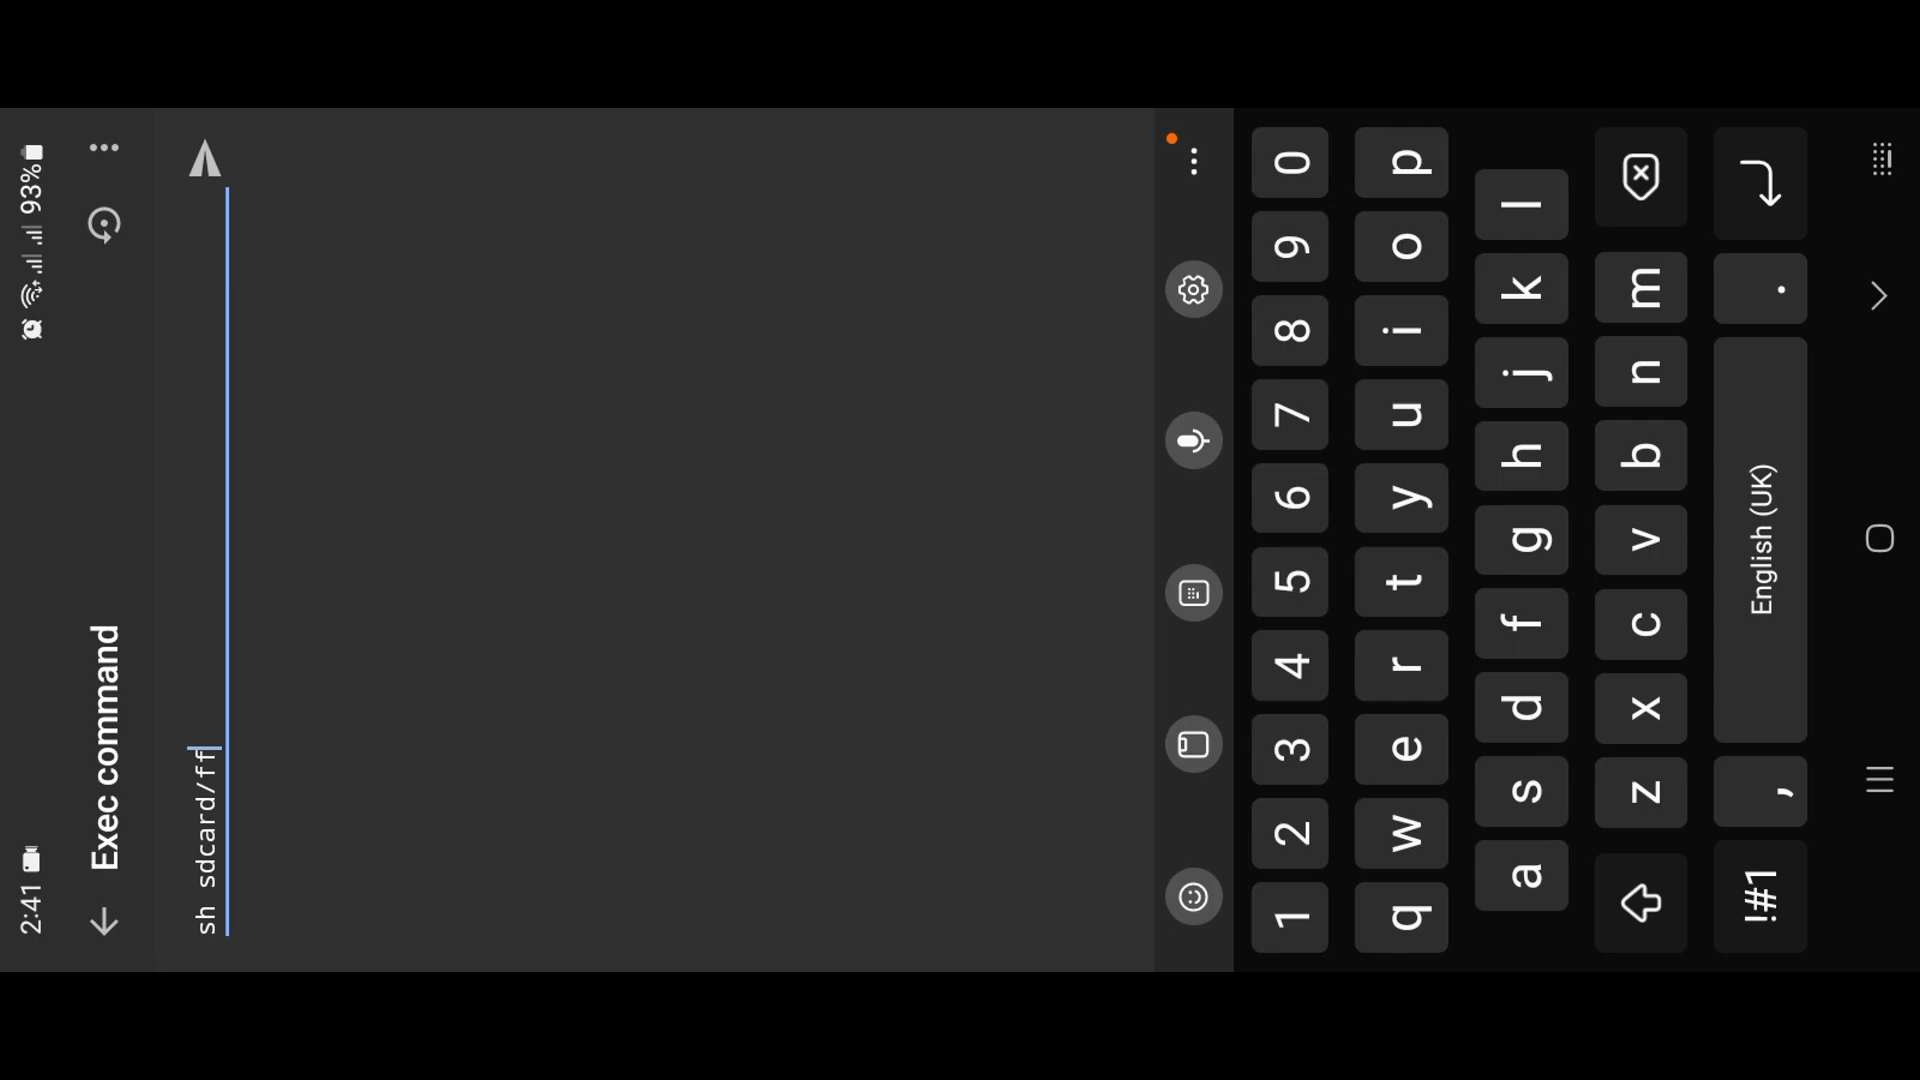 2:41
93%
Exec command
sh sdcard/ff
1 2 3 4 5 6 7 8 9 0
q w e r t y u i o p
a s d f g h j k l
z x c v b n m
!#1 , English (UK) .